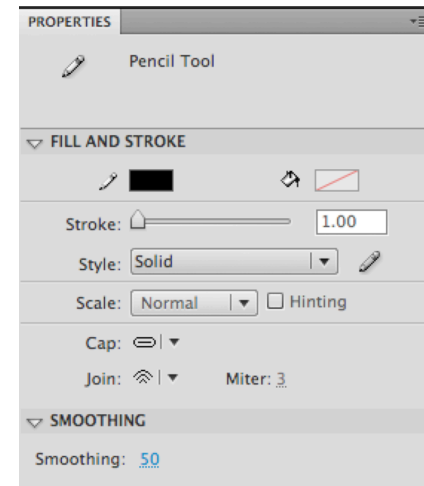 PROPERTIES
Pencil Tool
FILL AND STROKE
Stroke: 1.00
Style: Solid
Scale: Normal Hinting
Cap:
Join: Miter: 3
SMOOTHING
Smoothing: 50